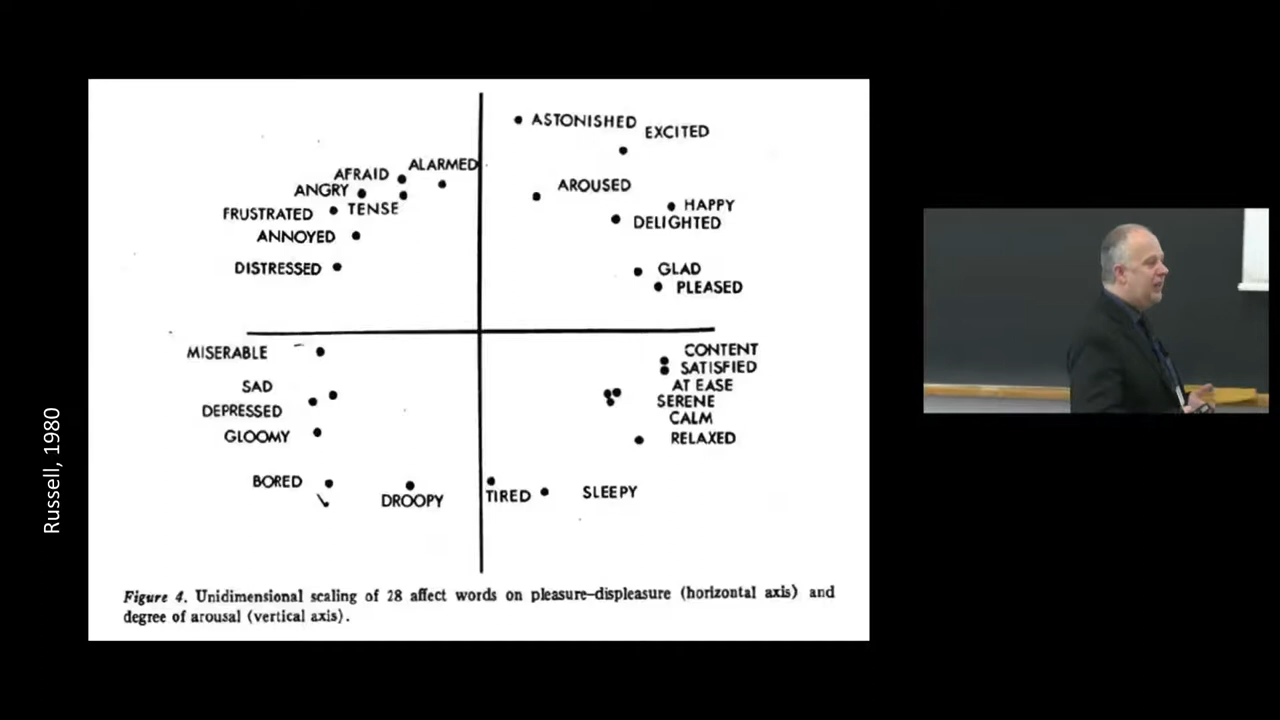 ASTONISHED
EXCITED
ALARMED
AFRAID
AROUSED
ANGRY
HAPPY
FRUSTRATED
TENSE
DELIGHTED
ANNOYED
DISTRESSED
GLAD
PLEASED
MISERABLE
CONTENT
SATISFIED
SAD
AT EASE
SERENE
DEPRESSED
CALM
GLOOMY
RELAXED
BORED
DROOPY
TIRED
SLEEPY
Figure 4. Unidimensional scaling of 28 affect words on pleasure–displeasure (horizontal axis) and
degree of arousal (vertical axis).
Russell, 1980